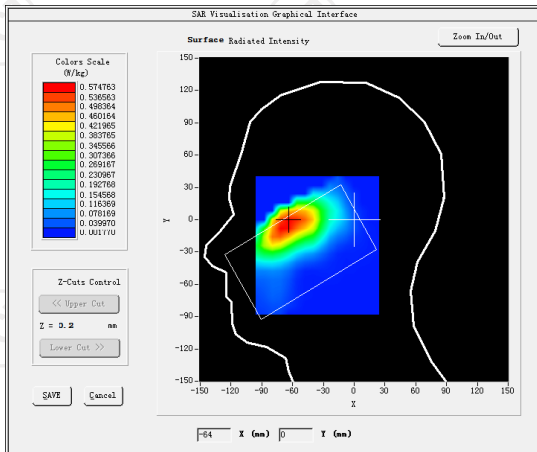 SAR Visualisation Graphical Interface
Surface Radiated Intensity
Zoom In/Out
Colors Scale
(W/kg)
0.574763
0.536563
0.498364
0.460164
0.421965
0.383765
0.345566
0.307366
0.269167
0.230967
0.192768
0.154568
0.116369
0.078169
0.039970
0.001770
150
120
90
60
30
0
-30
-60
-90
-120
-150
Y
-150 -120 -90 -60 -30 0 30 60 90 120 150
X
Z-Cuts Control
<< Upper Cut
Z = 0.2 mm
Lower Cut >>
SAVE Cancel
-64 X (mm) 0 Y (mm)